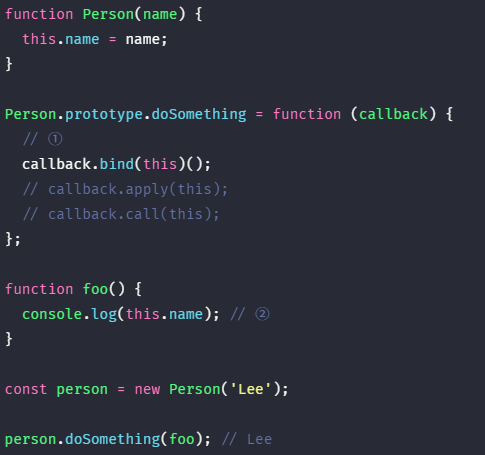 function Person(name) {
  this.name = name;
}

Person.prototype.doSomething = function (callback) {
  // ①
  callback.bind(this)();
  // callback.apply(this);
  // callback.call(this);
};

function foo() {
  console.log(this.name); // ②
}

const person = new Person('Lee');

person.doSomething(foo); // Lee